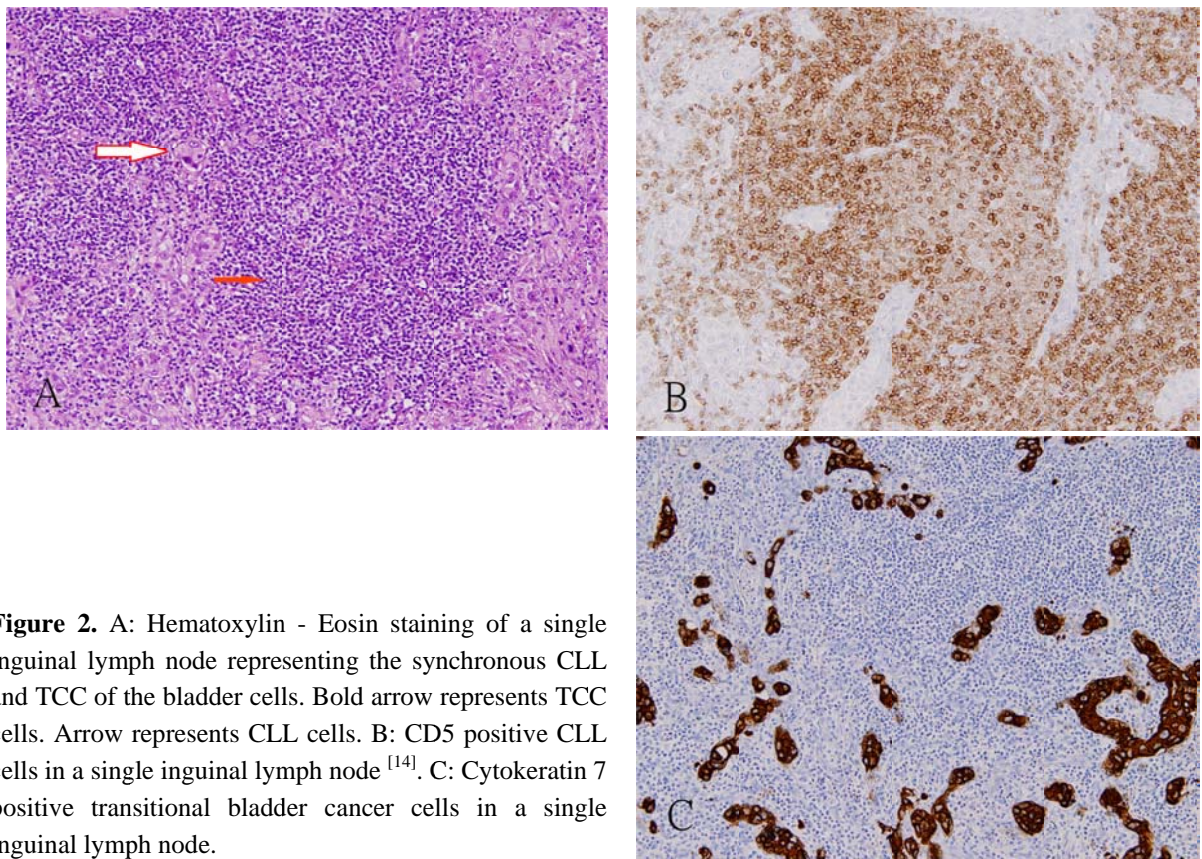 A
B
C
Figure 2. A: Hematoxylin - Eosin staining of a single
inguinal lymph node representing the synchronous CLL
and TCC of the bladder cells. Bold arrow represents TCC
cells. Arrow represents CLL cells. B: CD5 positive CLL
cells in a single inguinal lymph node [14]. C: Cytokeratin 7
positive transitional bladder cancer cells in a single
inguinal lymph node.